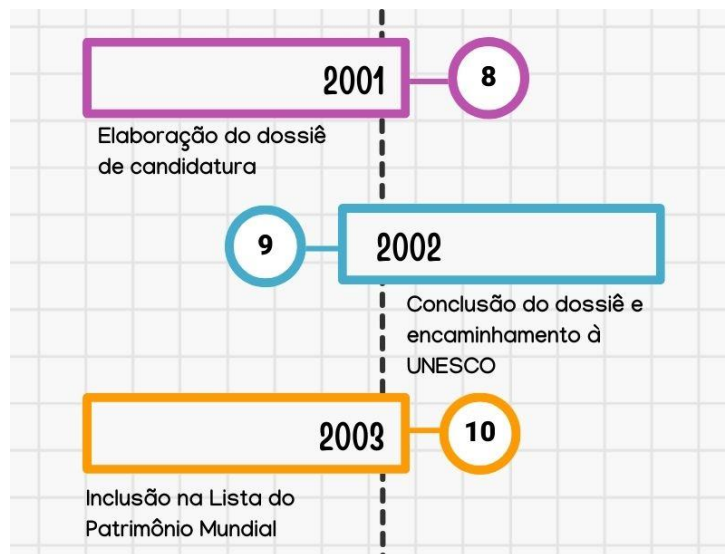 2001
8
Elaboração do dossiê
de candidatura
9
2002
Conclusão do dossiê e
encaminhamento à
UNESCO
2003
10
Inclusão na Lista do
Patrimônio Mundial